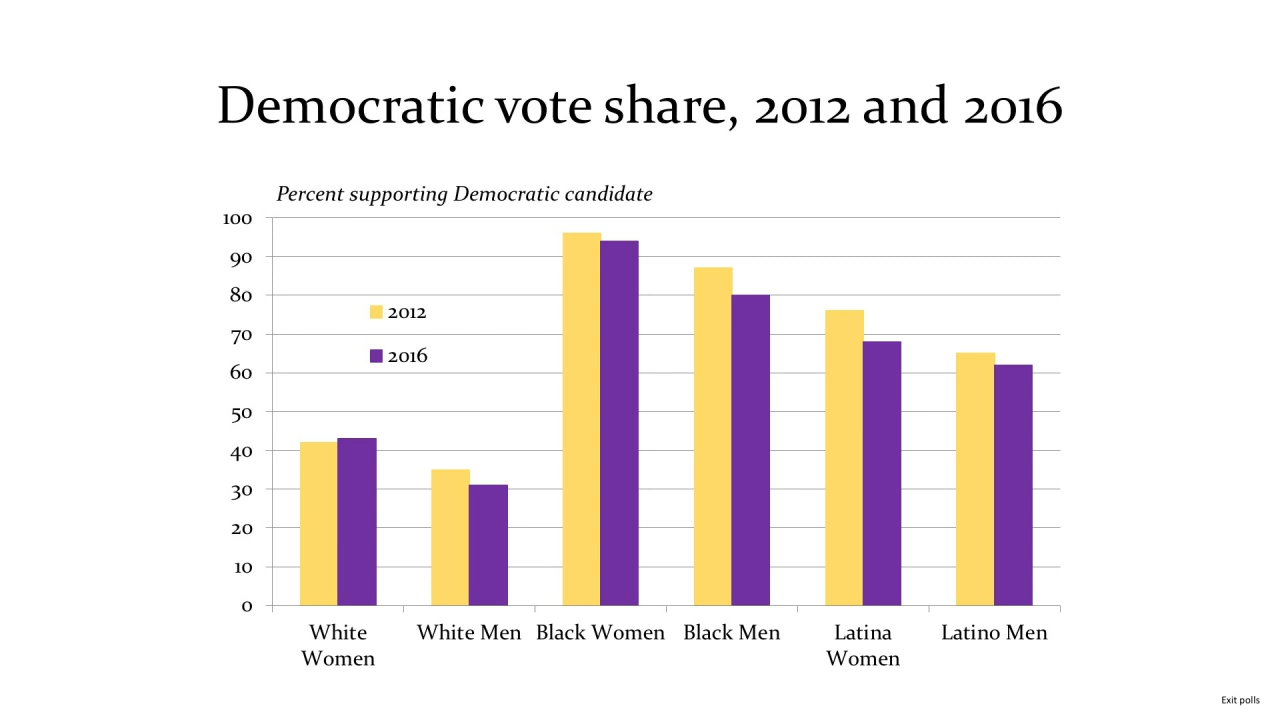 Democratic vote share, 2012 and 2016
Percent supporting Democratic candidate
100
90
80
70
60
50
40
30
20
10
0
2012
2016
White
Women
White Men
Black Women
Black Men
Latina
Women
Latino Men
Exit polls